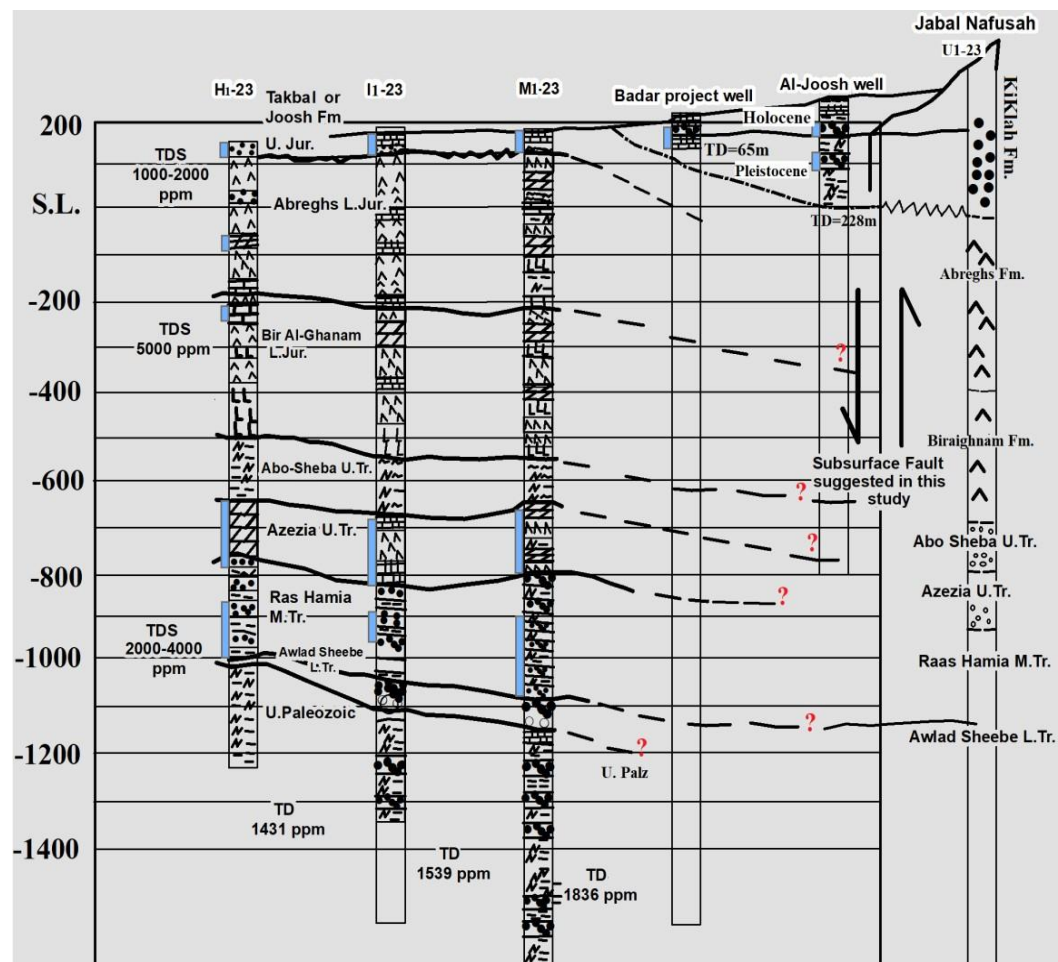 Jabal Nafusah
U1-23
KiKlah Fm.
H1-23
Takbal or
Joosh Fm
I1-23
M1-23
Badar project well
Al-Joosh well
200
U. Jur.
Holocene
TD=65m
TDS
1000-2000
ppm
Pleistocene
S.L.
Abreghs L.Jur.
TD=228m
Abreghs Fm.
-200
TDS
5000 ppm
Bir Al-Ghanam
L.Jur.
?
-400
Biraighnam Fm.
Abo-Sheba U.Tr.
Subsurface Fault
suggested in this
study
-600
?
Azezia U.Tr.
?
Abo Sheba U.Tr.
-800
Ras Hamia
M.Tr.
?
Azezia U.Tr.
TDS
2000-4000
ppm
-1000
Awlad Sheebe
L.Tr.
Raas Hamia M.Tr.
U.Paleozoic
?
Awlad Sheebe L.Tr.
-1200
?
U. Palz
TD
1431 ppm
-1400
TD
1539 ppm
TD
1836 ppm